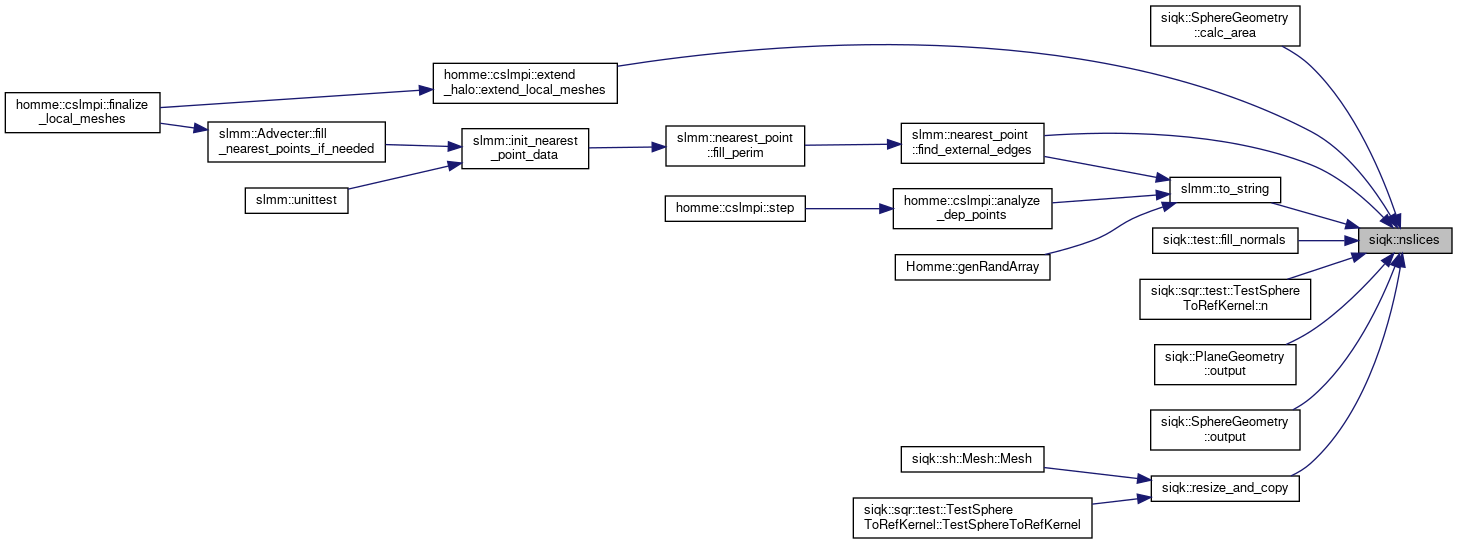 siqk::SphereGeometry
::calc_area
homme::cslmpi::extend
_halo::extend_local_meshes
homme::cslmpi::finalize
_local_meshes
slmm::Advecter::fill
_nearest_points_if_needed
slmm::init_nearest
_point_data
slmm::nearest_point
::fill_perim
slmm::nearest_point
::find_external_edges
slmm::unittest
slmm::to_string
homme::cslmpi::step
homme::cslmpi::analyze
_dep_points
siqk::test::fill_normals
siqk::nslices
Homme::genRandArray
siqk::sqr::test::TestSphere
ToRefKernel::n
siqk::PlaneGeometry
::output
siqk::SphereGeometry
::output
siqk::sh::Mesh::Mesh
siqk::resize_and_copy
siqk::sqr::test::TestSphere
ToRefKernel::TestSphereToRefKernel